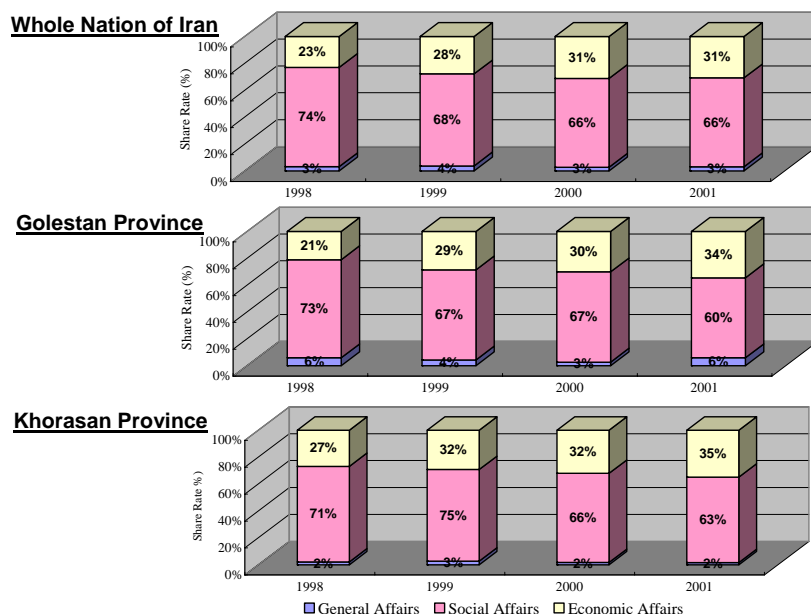 Whole Nation of Iran
Share Rate (%)
100%
80%
60%
40%
20%
0%
23% 28% 31% 31%
74% 68% 66% 66%
3% 4% 3% 3%
1998 1999 2000 2001
Golestan Province
Share Rate (%)
100%
80%
60%
40%
20%
0%
21% 29% 30% 34%
73% 67% 67% 60%
6% 4% 3% 6%
1998 1999 2000 2001
Khorasan Province
Share Rate %)
100%
80%
60%
40%
20%
0%
27% 32% 32% 35%
71% 75% 66% 63%
2% 3% 2% 2%
1998 1999 2000 2001
General Affairs Social Affairs Economic Affairs